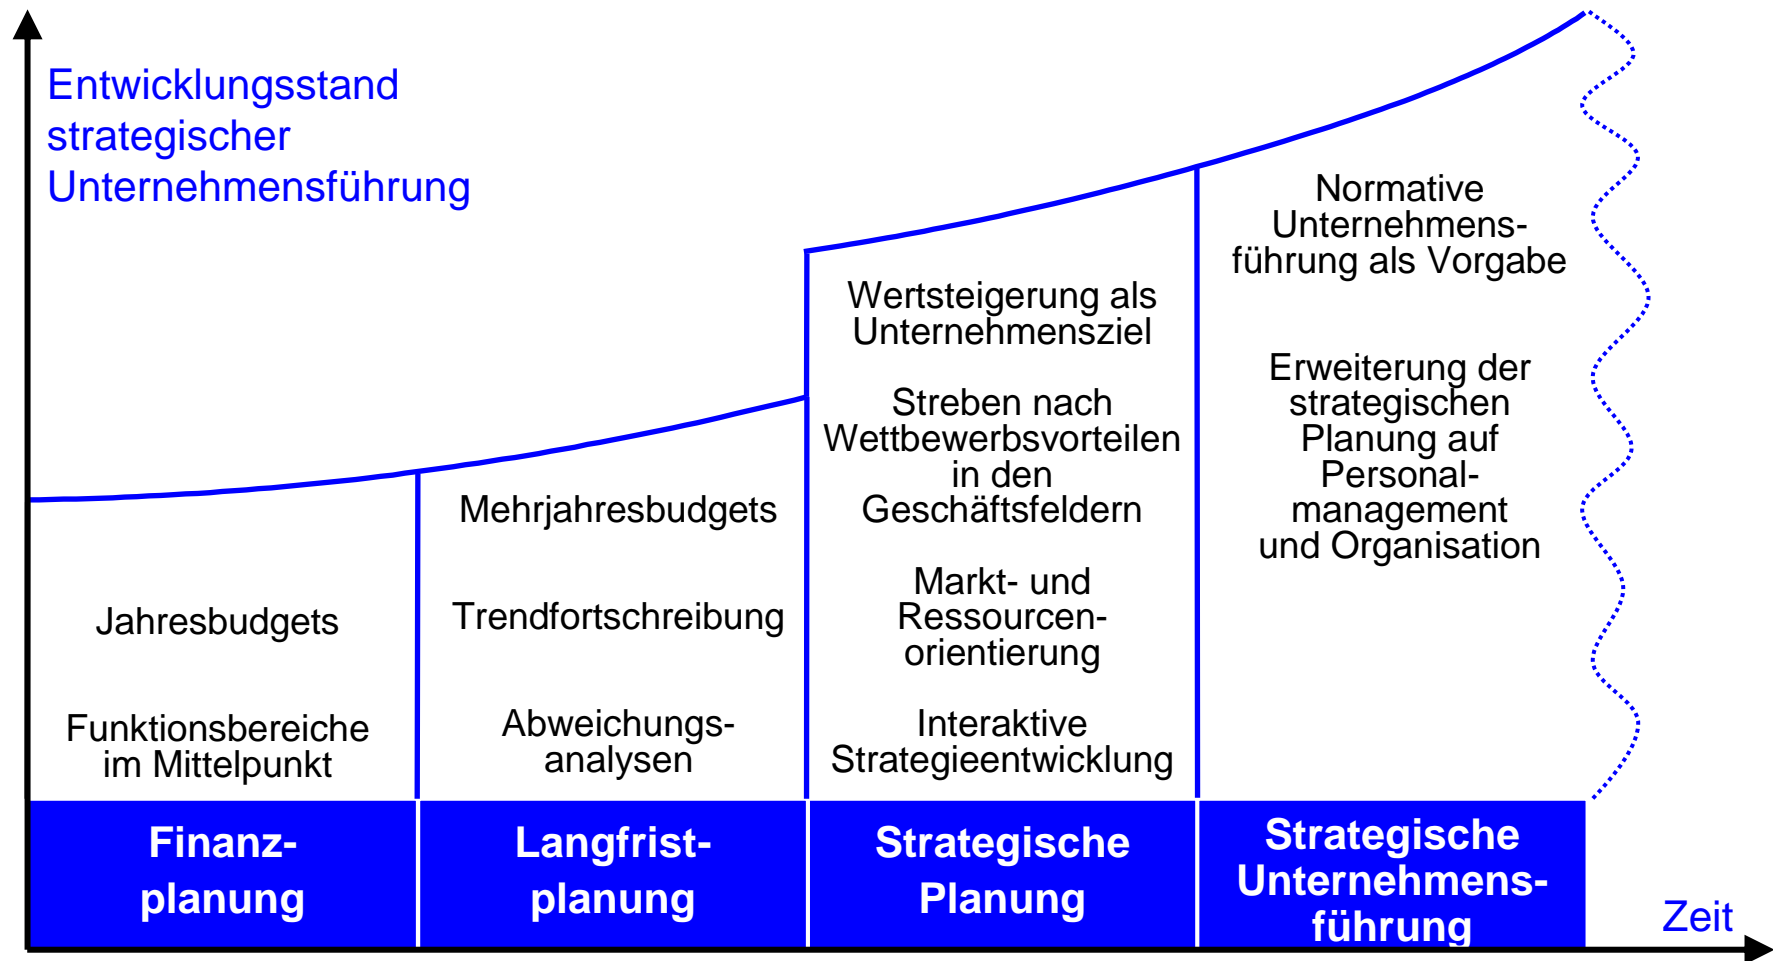 Entwicklungsstand
strategischer
Unternehmensführung
Jahresbudgets
Funktionsbereiche
im Mittelpunkt
Finanz-
planung
Mehrjahresbudgets
Trendfortschreibung
Abweichungs-
analysen
Langfrist-
planung
Wertsteigerung als
Unternehmensziel
Streben nach
Wettbewerbsvorteilen
in den
Geschäftsfeldern
Markt- und
Ressourcen-
orientierung
Interaktive
Strategieentwicklung
Strategische
Planung
Normative
Unternehmens-
führung als Vorgabe
Erweiterung der
strategischen
Planung auf
Personal-
management
und Organisation
Strategische
Unternehmens-
führung
Zeit